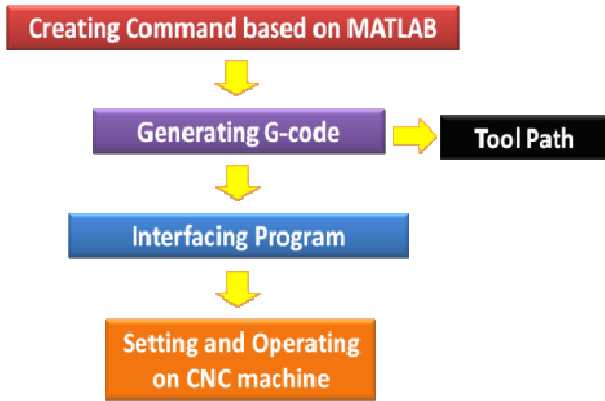 Creating Command based on MATLAB
Generating G-code
Tool Path
Interfacing Program
Setting and Operating
on CNC machine